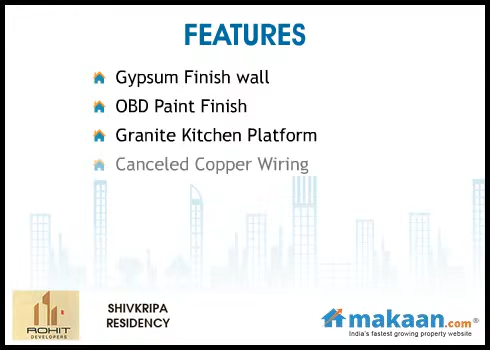 FEATURES
Gypsum Finish wall
OBD Paint Finish
Granite Kitchen Platform
Canceled Copper Wiring
ROHIT
DEVELOPERS
SHIVKRIPA
RESIDENCY
makaan.com®
India's fastest growing property website